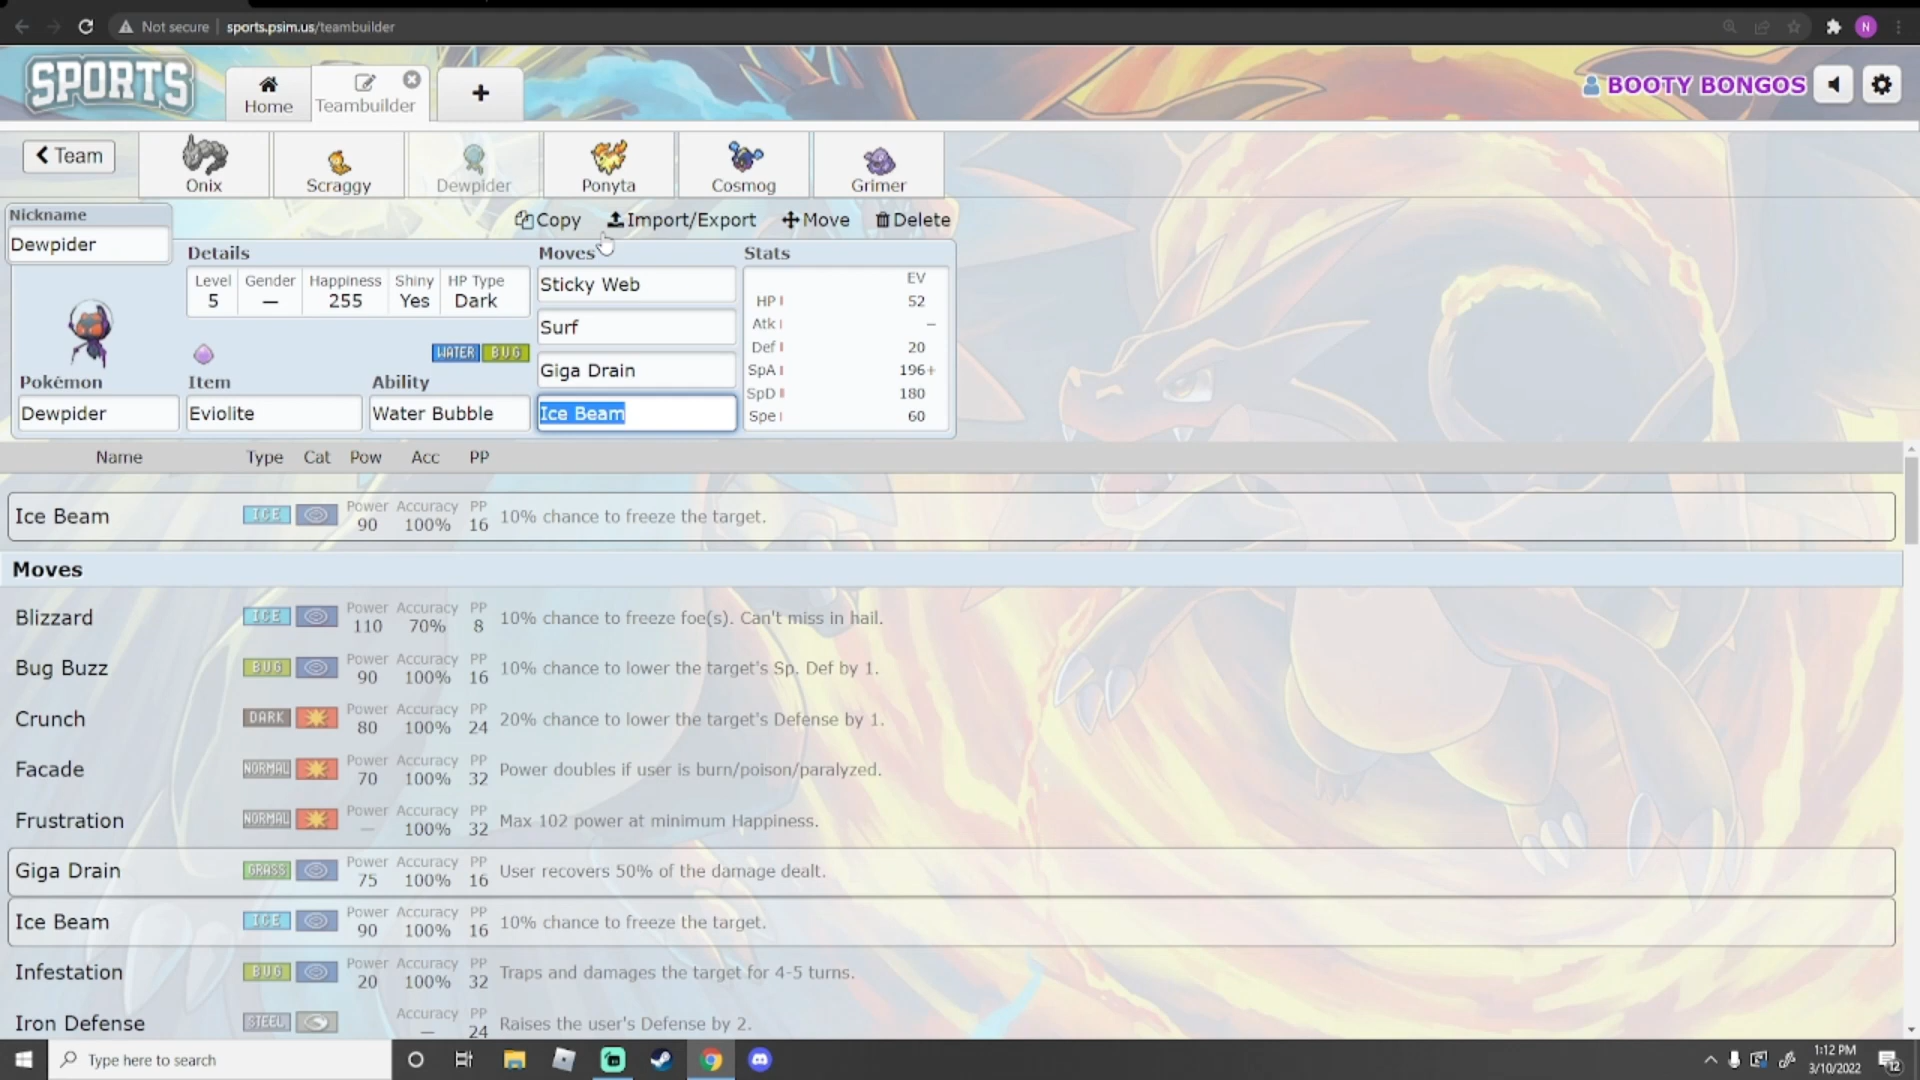 Not secure sports.psim.us/teambuilder N
SPORTS Home Teambuilder + BOOTY BONGOS
Team Onix Scraggy Dewpider Ponyta Cosmog Grimer
Copy Import/Export Move Delete
Nickname
Dewpider
Details Moves Stats
Level Gender Happiness Shiny HP Type
5 — 255 Yes Dark
Sticky Web
Surf
Giga Drain
Ice Beam
EV
HP 52
Atk –
Def 20
SpA 196+
SpD 180
Spe 60
WATER BUG
Pokémon Item Ability
Dewpider Eviolite Water Bubble
Name Type Cat Pow Acc PP
Ice Beam ICE Power 90 Accuracy 100% PP 16 10% chance to freeze the target.
Moves
Blizzard ICE Power 110 Accuracy 70% PP 8 10% chance to freeze foe(s). Can't miss in hail.
Bug Buzz BUG Power 90 Accuracy 100% PP 16 10% chance to lower the target's Sp. Def by 1.
Crunch DARK Power 80 Accuracy 100% PP 24 20% chance to lower the target's Defense by 1.
Facade NORMAL Power 70 Accuracy 100% PP 32 Power doubles if user is burn/poison/paralyzed.
Frustration NORMAL Power — Accuracy 100% PP 32 Max 102 power at minimum Happiness.
Giga Drain GRASS Power 75 Accuracy 100% PP 16 User recovers 50% of the damage dealt.
Ice Beam ICE Power 90 Accuracy 100% PP 16 10% chance to freeze the target.
Infestation BUG Power 20 Accuracy 100% PP 32 Traps and damages the target for 4-5 turns.
Iron Defense STEEL Accuracy — PP 24 Raises the user's Defense by 2.
Type here to search
1:12 PM
3/10/2022
12